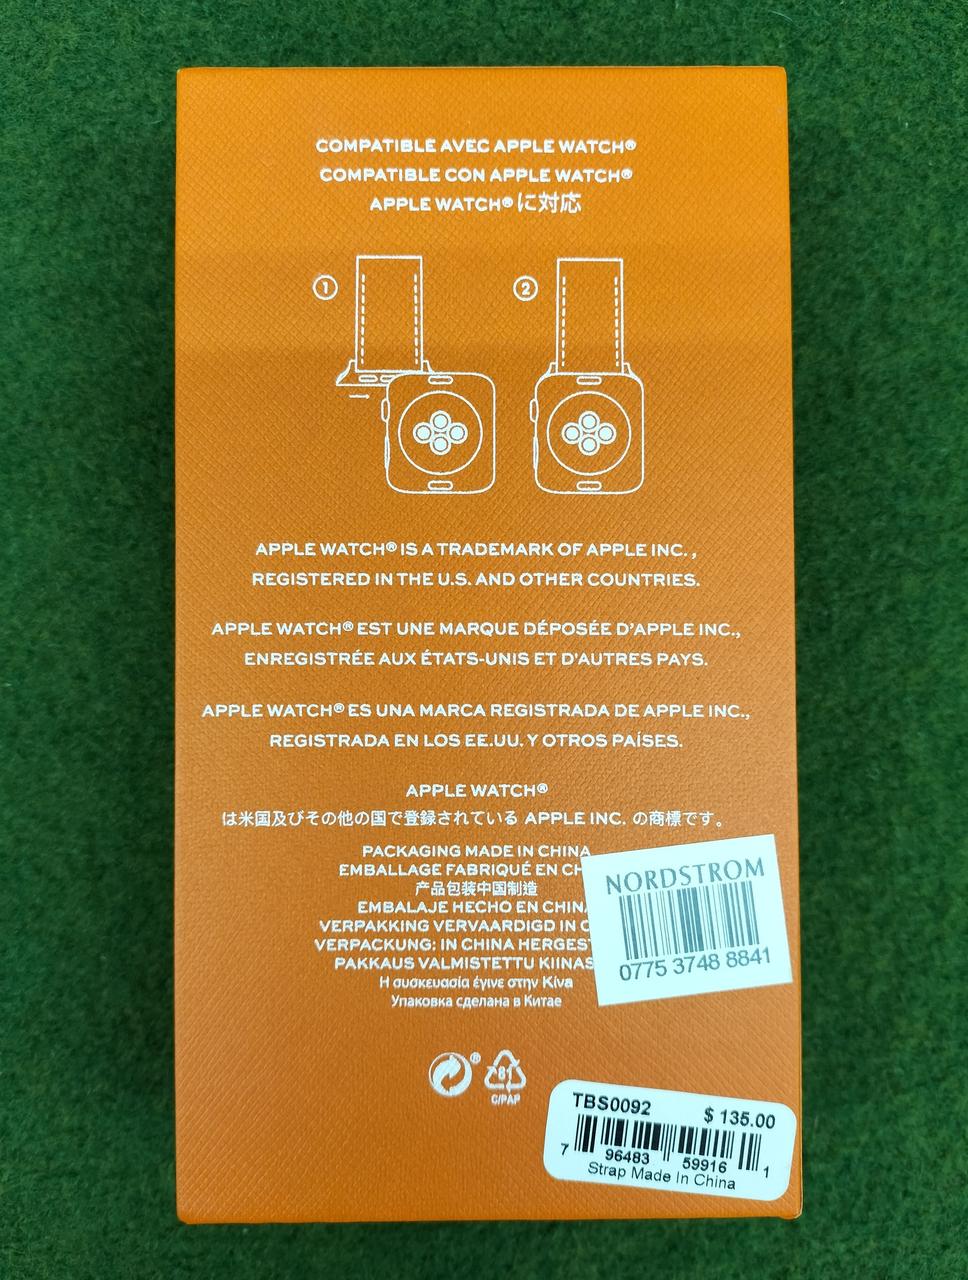 COMPATIBLE AVEC APPLE WATCH®
COMPATIBLE CON APPLE WATCH®
APPLE WATCH® に対応
1
2
APPLE WATCH® IS A TRADEMARK OF APPLE INC. ,
REGISTERED IN THE U.S. AND OTHER COUNTRIES.
APPLE WATCH® EST UNE MARQUE DÉPOSÉE D'APPLE INC.,
ENREGISTRÉE AUX ÉTATS-UNIS ET D'AUTRES PAYS.
APPLE WATCH® ES UNA MARCA REGISTRADA DE APPLE INC.,
REGISTRADA EN LOS EE.UU. Y OTROS PAÍSES.
APPLE WATCH®
は米国及びその他の国で登録されている APPLE INC. の商標です。
PACKAGING MADE IN CHINA
EMBALLAGE FABRIQUÉ EN
产品包装中国制造
EMBALAJE HECHO EN CHINA
VERPAKKING VERVAARDIGD IN
VERPACKUNG: IN CHINA
PAKKAUS VALMISTETTU
Η συσκευασία έγινε στην Κίνα
Упаковка сделана в Китае
NORDSTROM
0775 3748 8841
®
81
C/PAP
TBS0092 $ 135.00
7 96483 59916 1
Strap Made In China